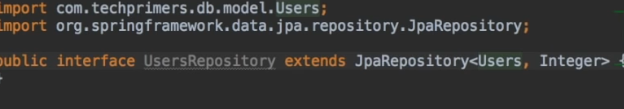 import com.techprimers.db.model.Users;
import org.springframework.data.jpa.repository.JpaRepository;
public interface UsersRepository extends JpaRepository<Users, Integer> {
}